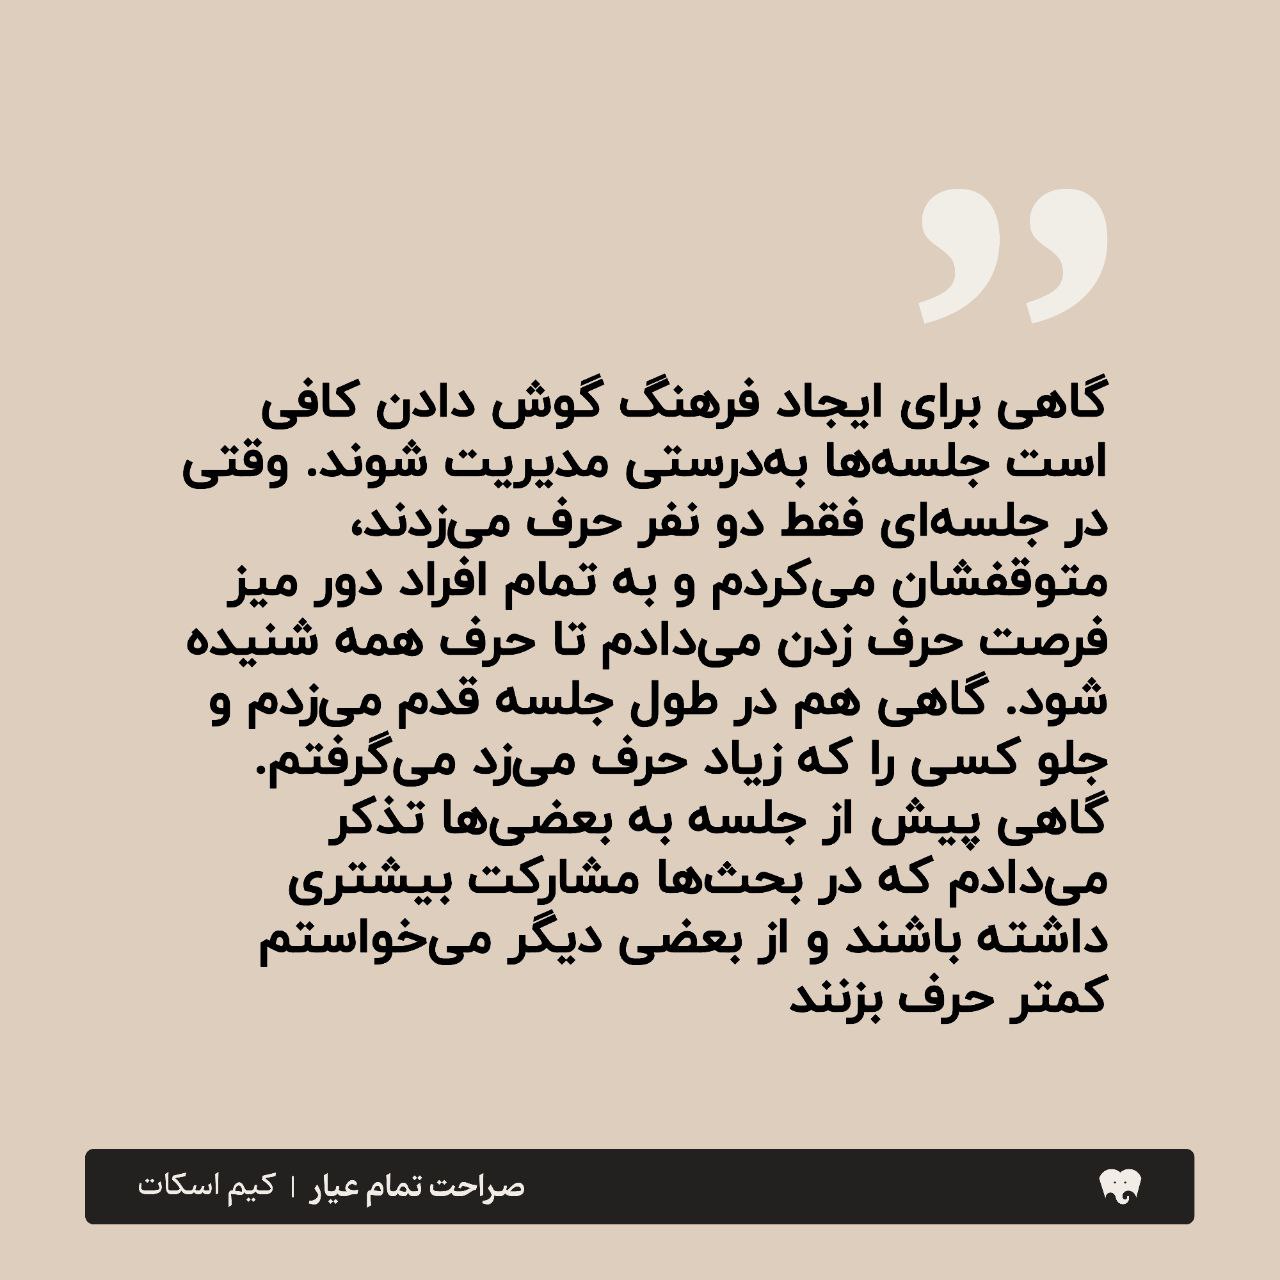 گاهی برای ایجاد فرهنگ گوش دادن کافی
است جلسه‌ها به‌درستی مدیریت شوند. وقتی
در جلسه‌ای فقط دو نفر حرف می‌زدند،
متوقفشان می‌کردم و به تمام افراد دور میز
فرصت حرف زدن می‌دادم تا حرف همه شنیده
شود. گاهی هم در طول جلسه قدم می‌زدم و
جلو کسی را که زیاد حرف می‌زد می‌گرفتم.
گاهی پیش از جلسه به بعضی‌ها تذکر
می‌دادم که در بحث‌ها مشارکت بیشتری
داشته باشند و از بعضی دیگر می‌خواستم
کمتر حرف بزنند
صراحت تمام عیار | کیم اسکات